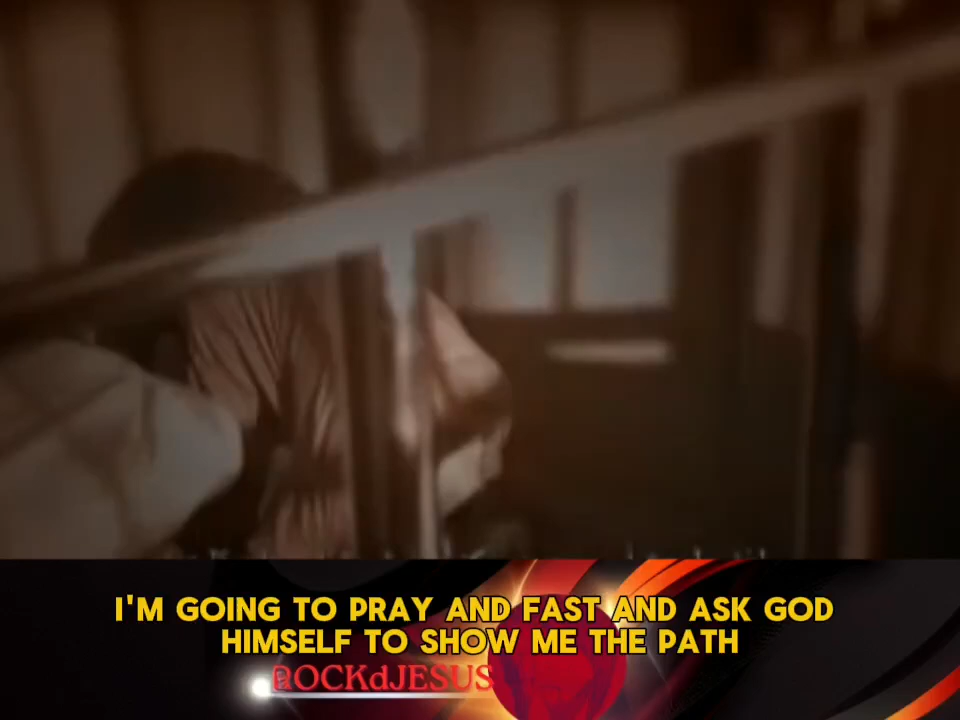 I'M GOING TO PRAY AND FAST AND ASK GOD
HIMSELF TO SHOW ME THE PATH
ROCKdJESUS